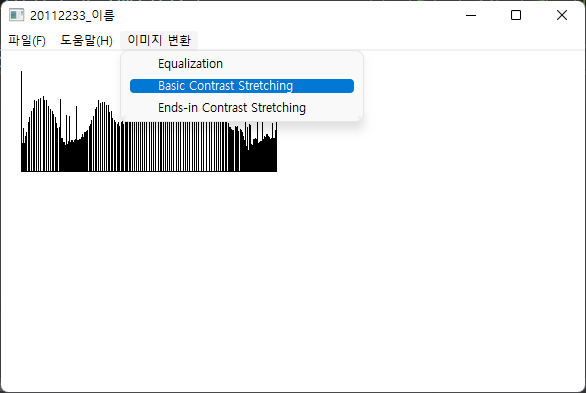 20112233_이름
파일(F) 도움말(H) 이미지 변환
Equalization
Basic Contrast Stretching
Ends-in Contrast Stretching